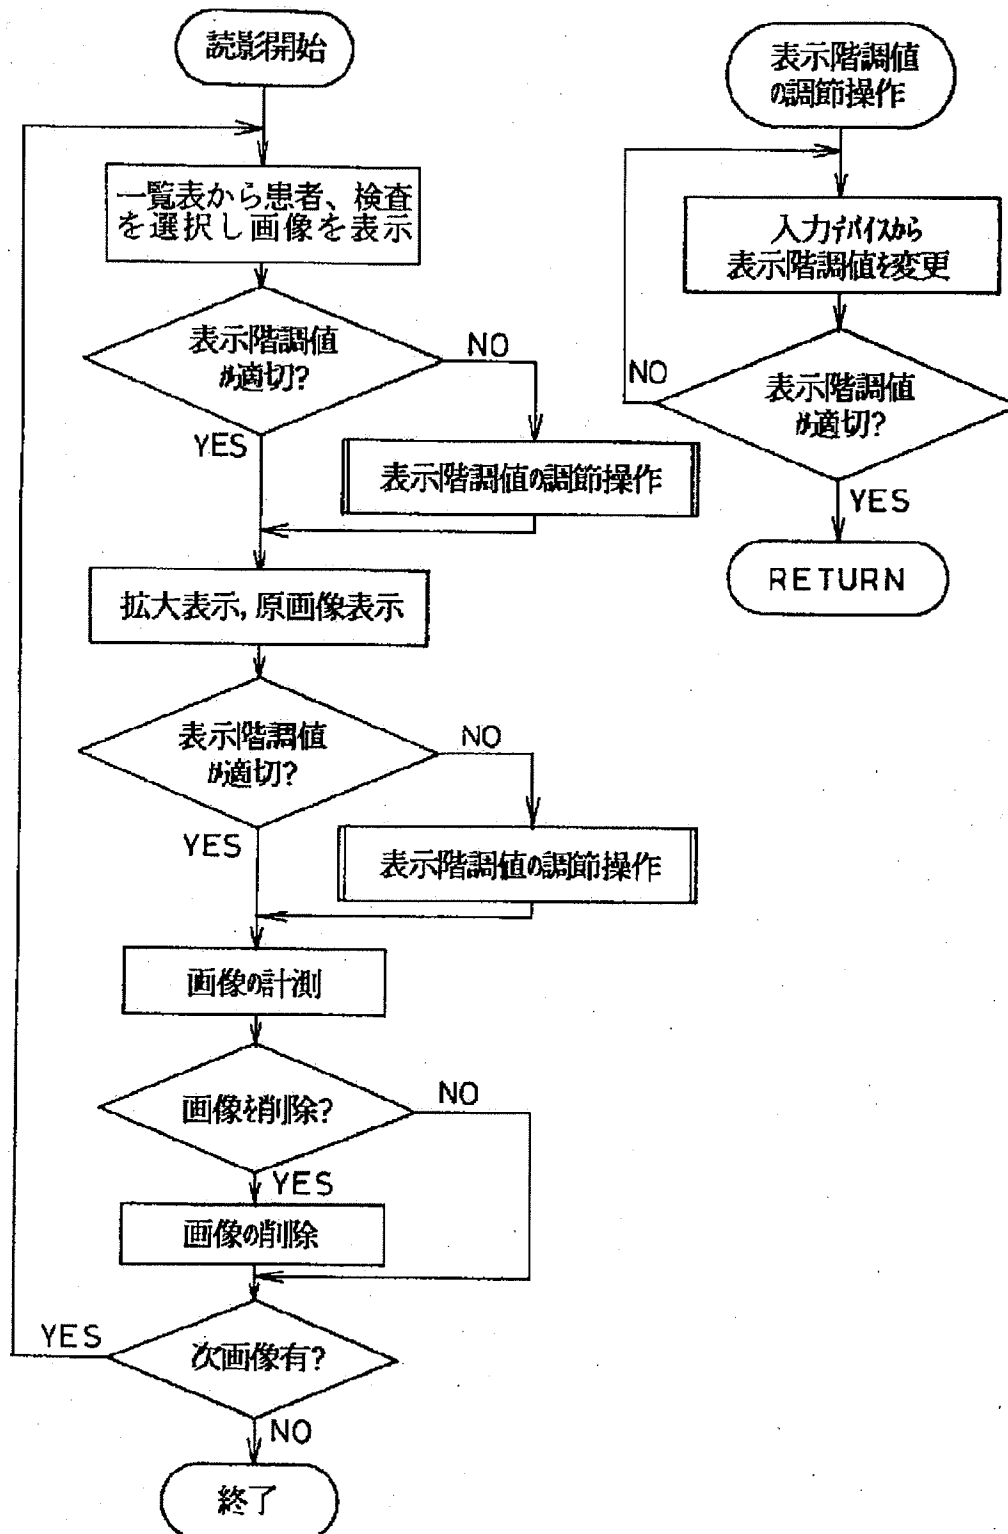 読影開始
一覧表から患者、検査
を選択し画像を表示
表示階調値
が適切?
NO
YES
表示階調値の調節操作
拡大表示,原画像表示
表示階調値
が適切?
NO
YES
表示階調値の調節操作
画像の計測
画像を削除?
NO
YES
画像の削除
次画像有?
YES
NO
終了
表示階調値
の調節操作
入力デバイスから
表示階調値を変更
表示階調値
が適切?
NO
YES
RETURN